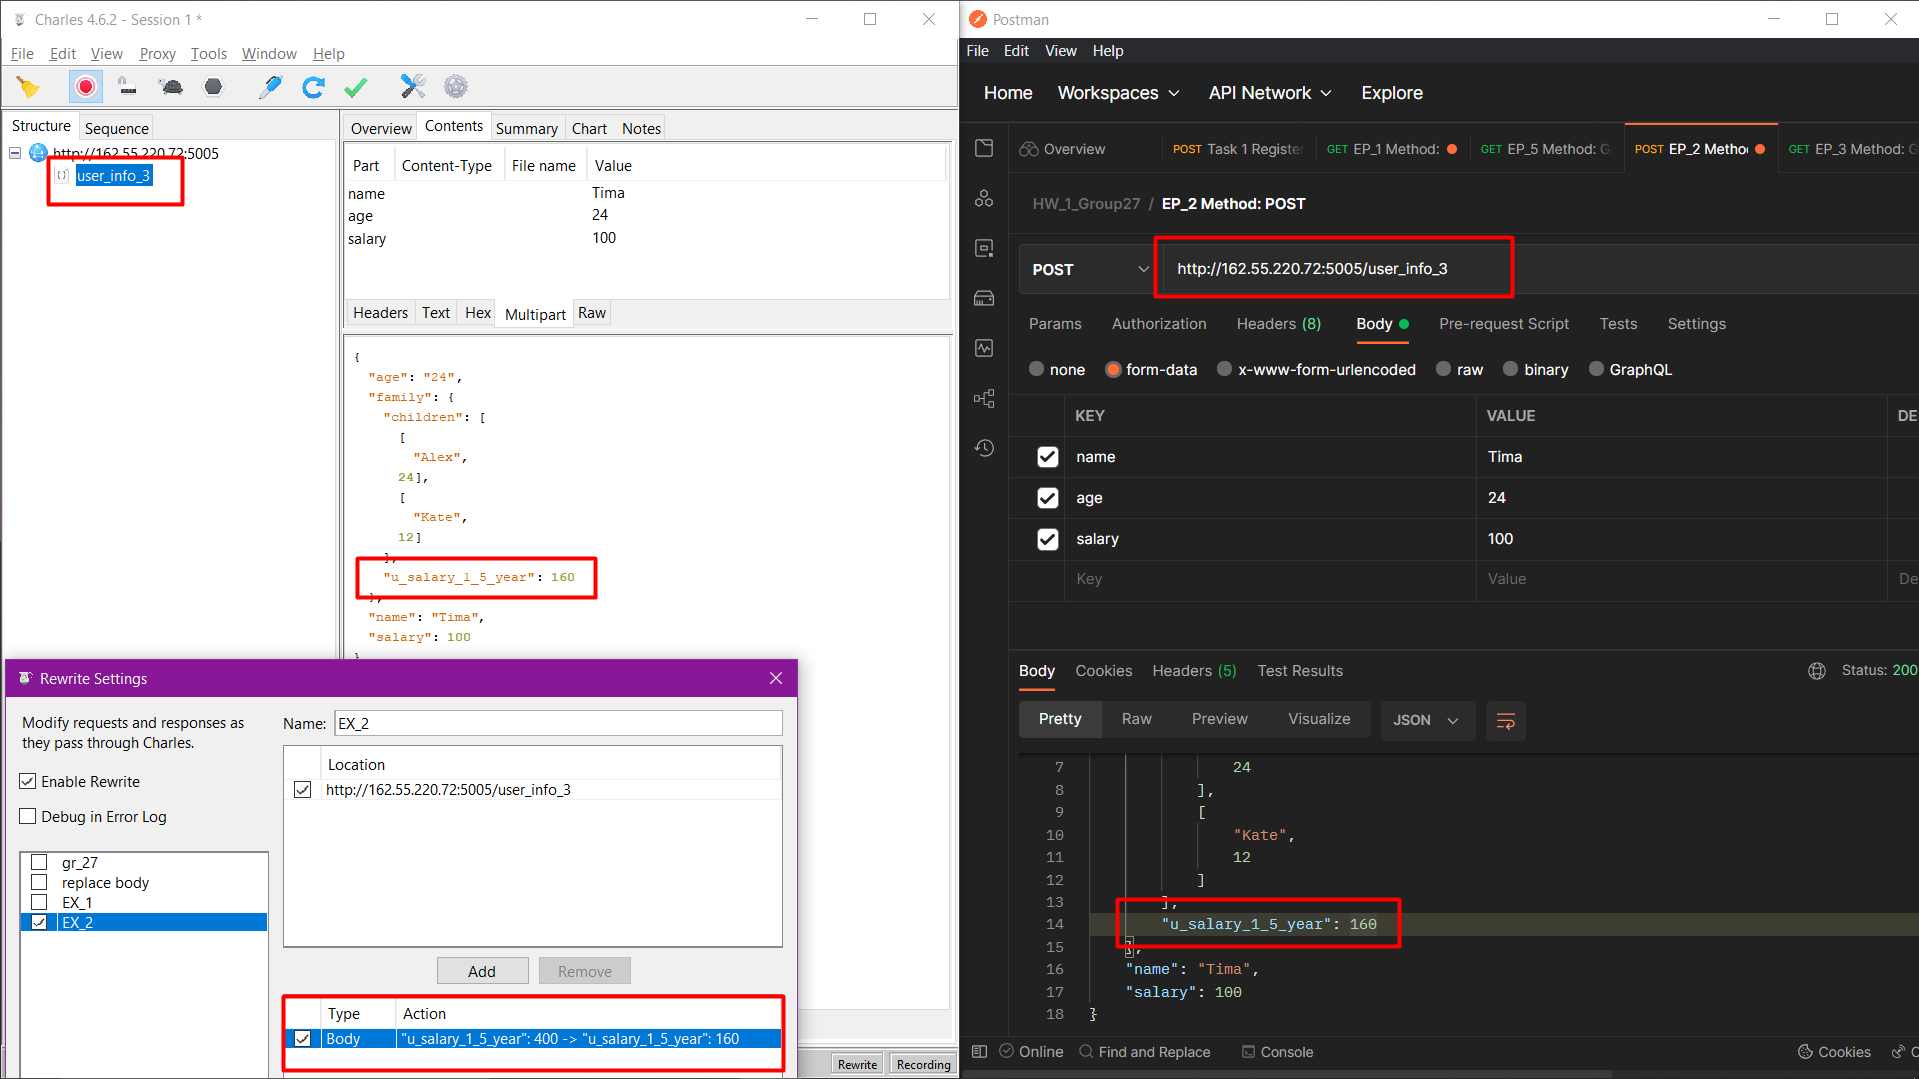 Charles 4.6.2 - Session 1 *
File Edit View Proxy Tools Window Help
Structure Sequence
http://162.55.220.72:5005
user_info_3
Overview Contents Summary Chart Notes
Part Content-Type File name Value
name Tima
age 24
salary 100
Headers Text Hex Multipart Raw
{
"age": "24",
"family": {
"children": [
[
"Alex",
24],
[
"Kate",
12]
],
"u_salary_1_5_year": 160
},
"name": "Tima",
"salary": 100
}
Rewrite Settings
Modify requests and responses as
they pass through Charles.
Enable Rewrite
Debug in Error Log
gr_27
replace body
EX_1
EX_2
Name: EX_2
Location
http://162.55.220.72:5005/user_info_3
Add Remove
Type Action
Body "u_salary_1_5_year": 400 -> "u_salary_1_5_year": 160
Rewrite Recording
Postman
File Edit View Help
Home Workspaces API Network Explore
Overview POST Task 1 Registe GET EP_1 Method: GET EP_5 Method: G POST EP_2 Metho GET EP_3 Method: G
HW_1_Group27 / EP_2 Method: POST
POST http://162.55.220.72:5005/user_info_3
Params Authorization Headers (8) Body Pre-request Script Tests Settings
none form-data x-www-form-urlencoded raw binary GraphQL
KEY VALUE DE
name Tima
age 24
salary 100
Key Value De
Body Cookies Headers (5) Test Results Status: 200
Pretty Raw Preview Visualize JSON
7 24
8 ],
9 [
10 "Kate",
11 12
12 ]
13 ],
14 "u_salary_1_5_year": 160
15 },
16 "name": "Tima",
17 "salary": 100
18 }
Online Find and Replace Console Cookies C